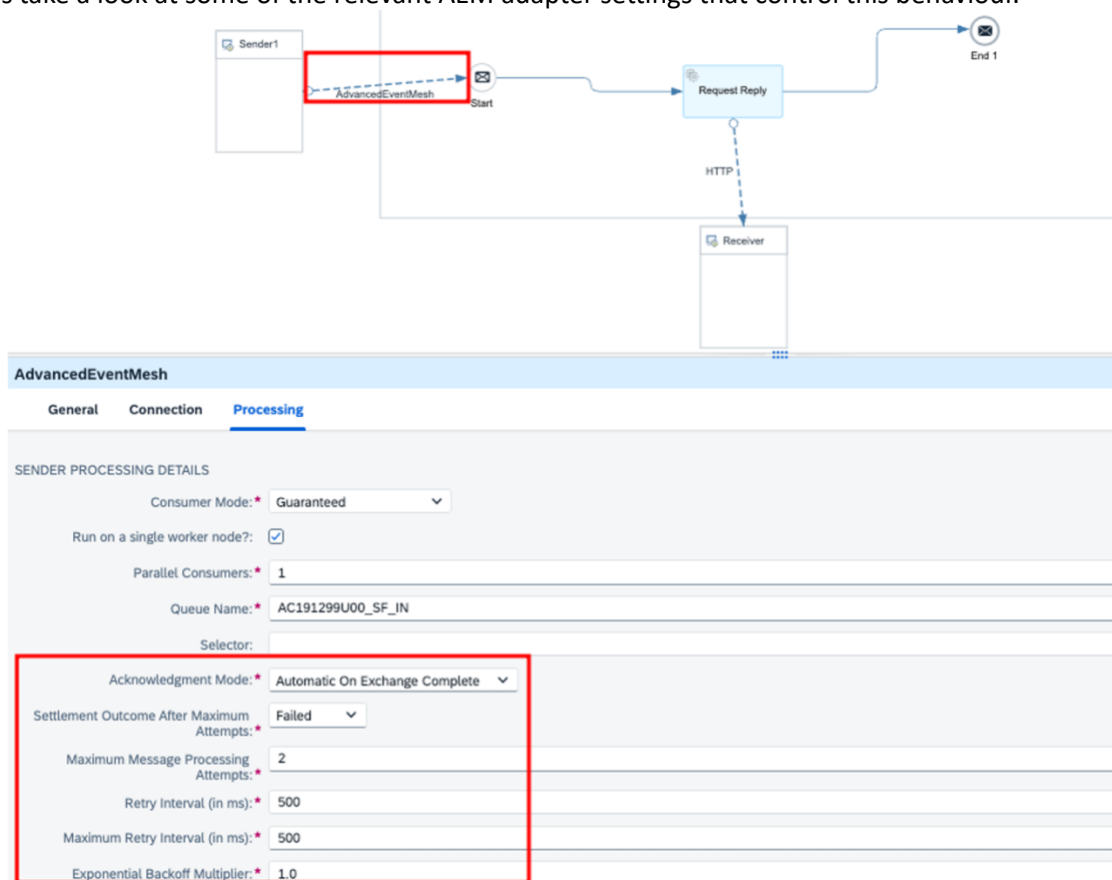 s take a look at some of the relevant AEM adapter settings that control this behaviour.
Sender1
AdvancedEventMesh
Start
Request Reply
End 1
HTTP
Receiver
AdvancedEventMesh
General Connection Processing
SENDER PROCESSING DETAILS
Consumer Mode:* Guaranteed
Run on a single worker node?:
Parallel Consumers:* 1
Queue Name:* AC191299U00_SF_IN
Selector:
Acknowledgment Mode:* Automatic On Exchange Complete
Settlement Outcome After Maximum Failed
Attempts:*
Maximum Message Processing 2
Attempts:*
Retry Interval (in ms):* 500
Maximum Retry Interval (in ms):* 500
Exponential Backoff Multiplier:* 1.0